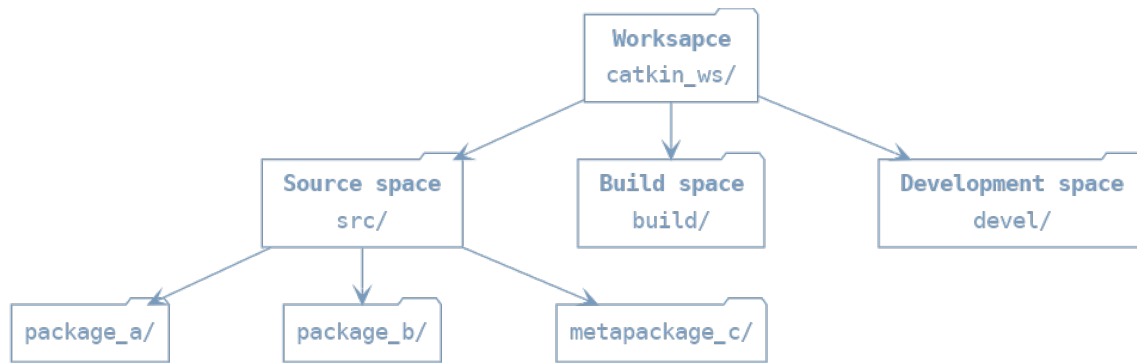 Worksapce
catkin_ws/
Source space
src/
Build space
build/
Development space
devel/
package_a/
package_b/
metapackage_c/